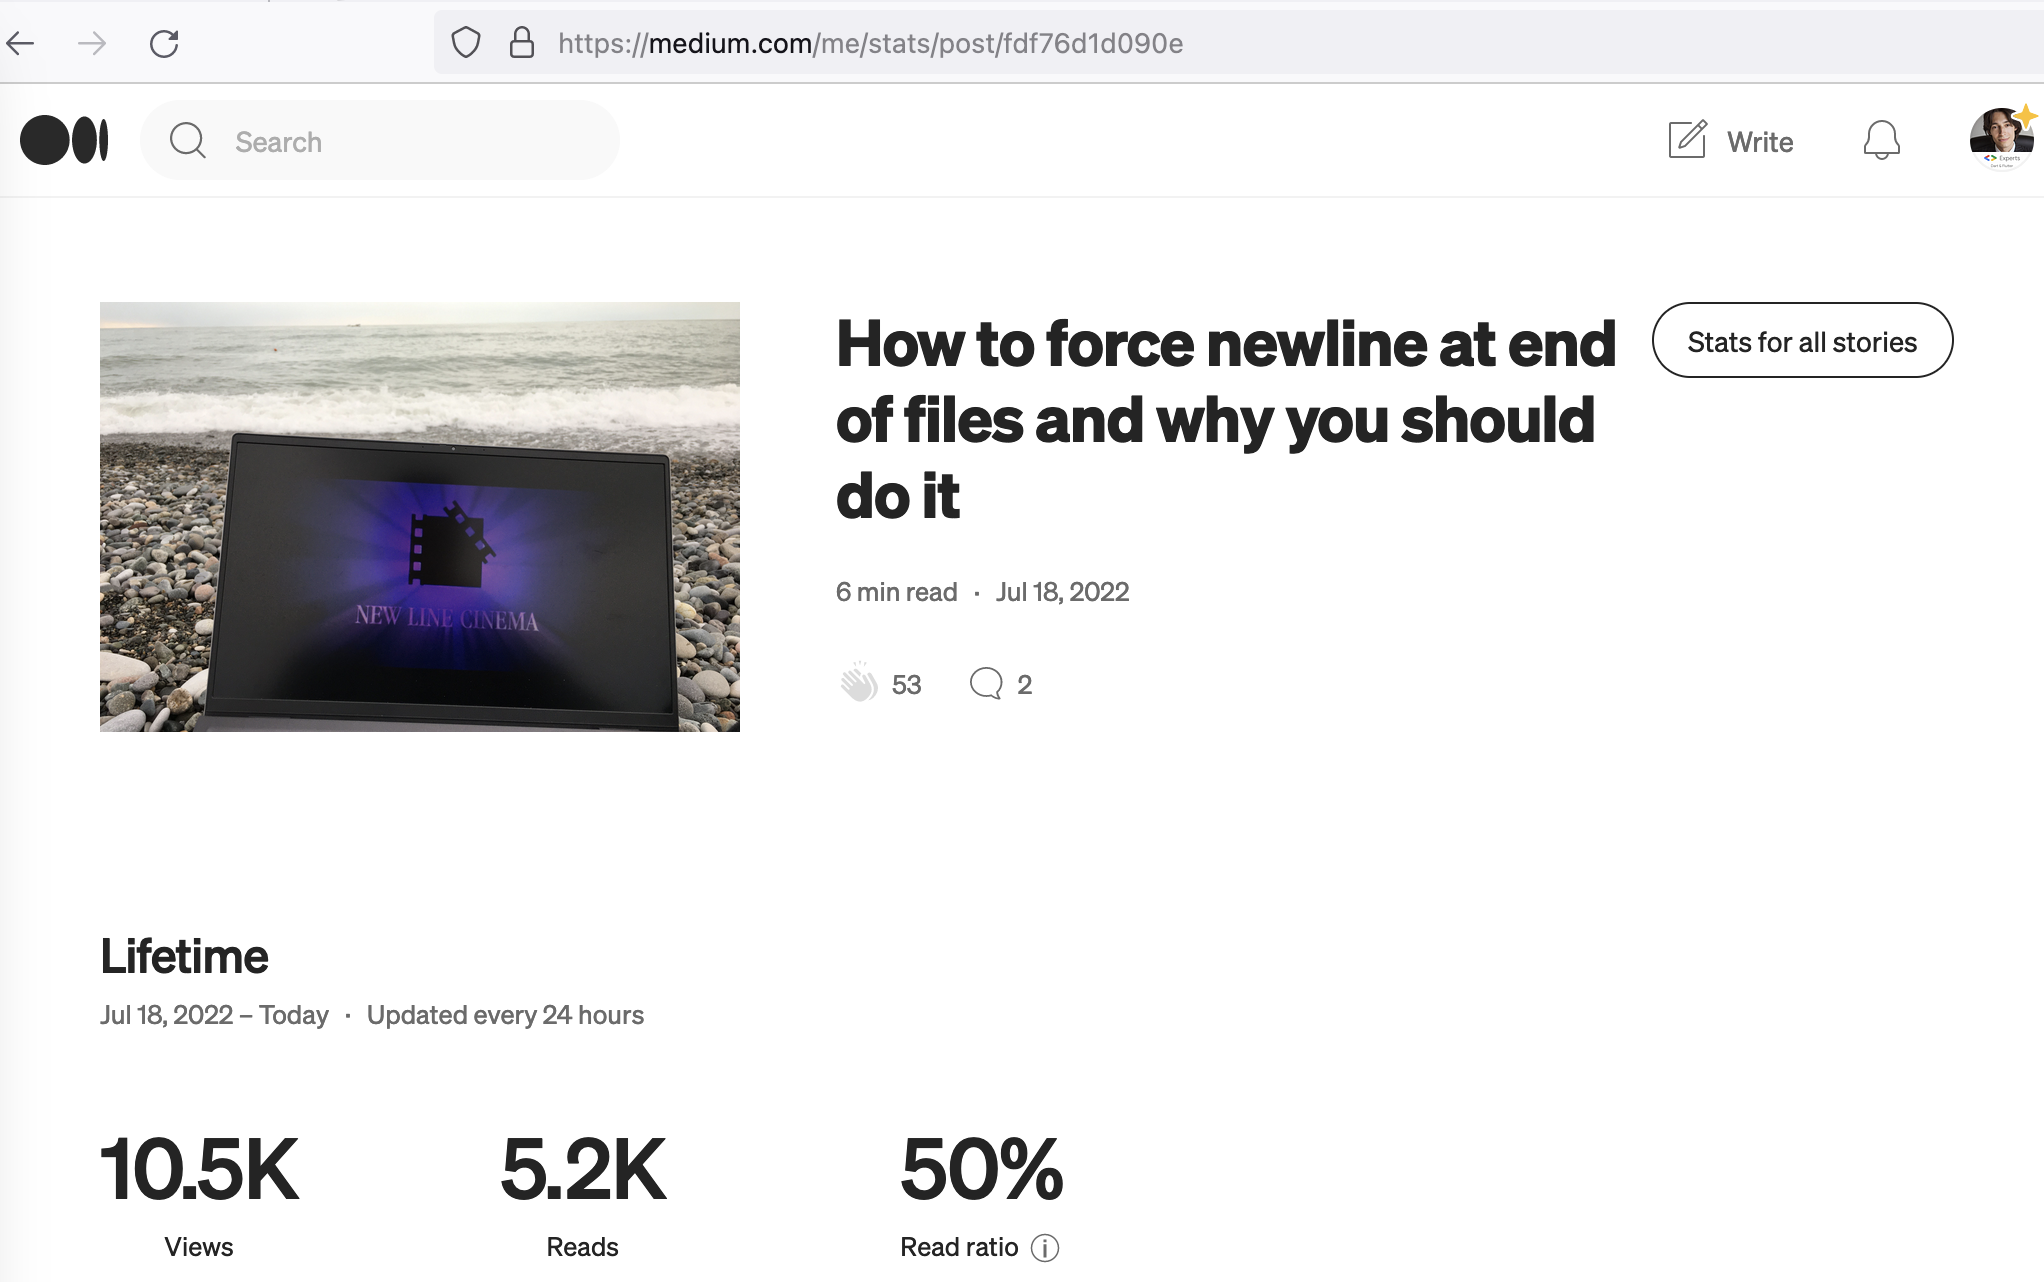 https://medium.com/me/stats/post/fdf76d1d090e
Search
Write
Experts
NEW LINE CINEMA
How to force newline at end
of files and why you should
do it
Stats for all stories
6 min read · Jul 18, 2022
53 2
Lifetime
Jul 18, 2022 – Today · Updated every 24 hours
10.5K 5.2K 50%
Views Reads Read ratio